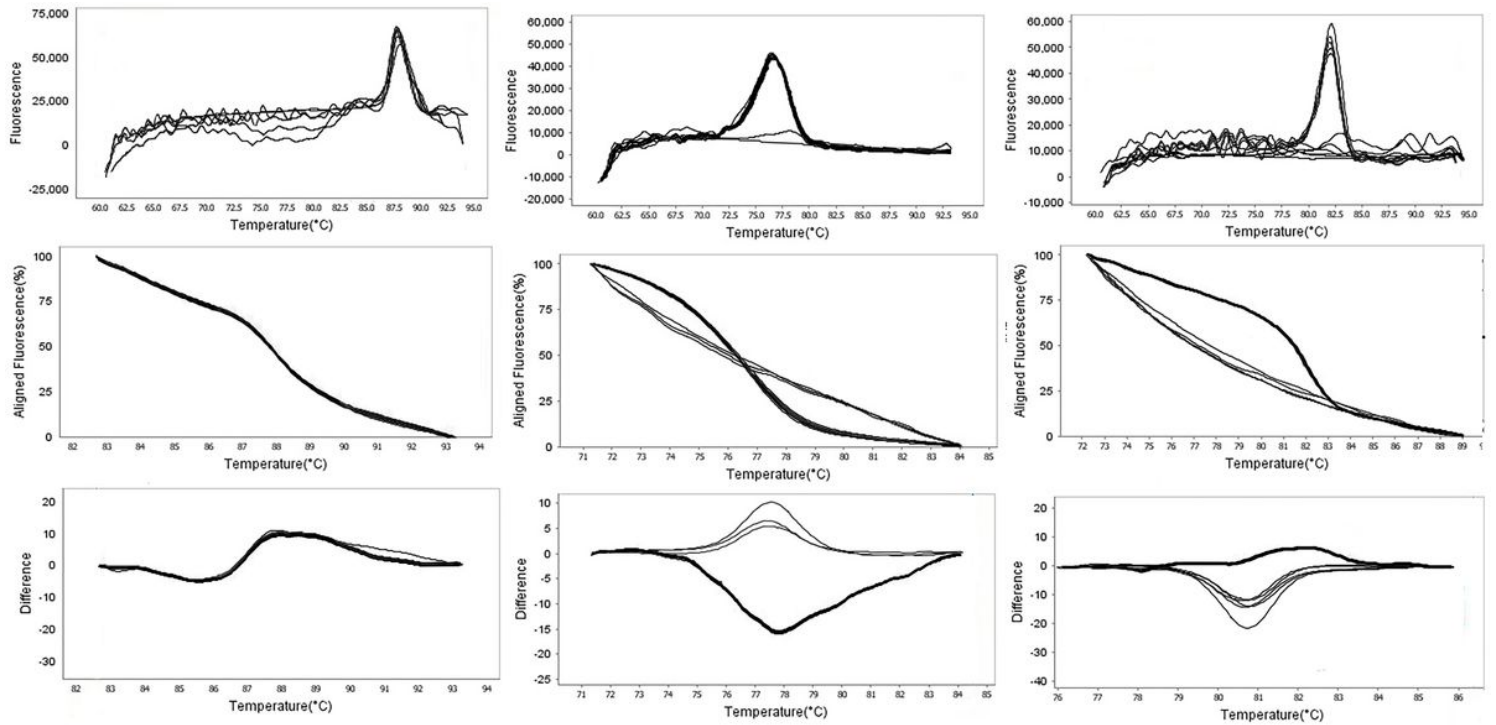 75,000
50,000
25,000
0
-25,000
Fluorescence
60.0 62.5 65.0 67.5 70.0 72.5 75.0 77.5 80.0 82.5 85.0 87.5 90.0 92.5 95.0
Temperature(°C)
60,000
50,000
40,000
30,000
20,000
10,000
0
-10,000
-20,000
Fluorescence
60.0 62.5 65.0 67.5 70.0 72.5 75.0 77.5 80.0 82.5 85.0 87.5 90.0 92.5 95.0
Temperature(°C)
60,000
50,000
40,000
30,000
20,000
10,000
0
-10,000
Fluorescence
60.0 62.5 65.0 67.5 70.0 72.5 75.0 77.5 80.0 82.5 85.0 87.5 90.0 92.5 95.0
Temperature(°C)
100
75
50
25
0
Aligned Fluorescence(%)
82 83 84 85 86 87 88 89 90 91 92 93 94
Temperature(°C)
100
75
50
25
0
Aligned Fluorescence(%)
71 72 73 74 75 76 77 78 79 80 81 82 83 84 85
Temperature(°C)
100
75
50
25
0
Aligned Fluorescence(%)
72 73 74 75 76 77 78 79 80 81 82 83 84 85 86 87 88 89
Temperature(°C)
20
10
0
-10
-20
-30
Difference
82 83 84 85 86 87 88 89 90 91 92 93 94
Temperature(°C)
10
5
0
-5
-10
-15
-20
-25
Difference
71 72 73 74 75 76 77 78 79 80 81 82 83 84 85
Temperature(°C)
20
10
0
-10
-20
-30
-40
Difference
76 77 78 79 80 81 82 83 84 85 86
Temperature(°C)